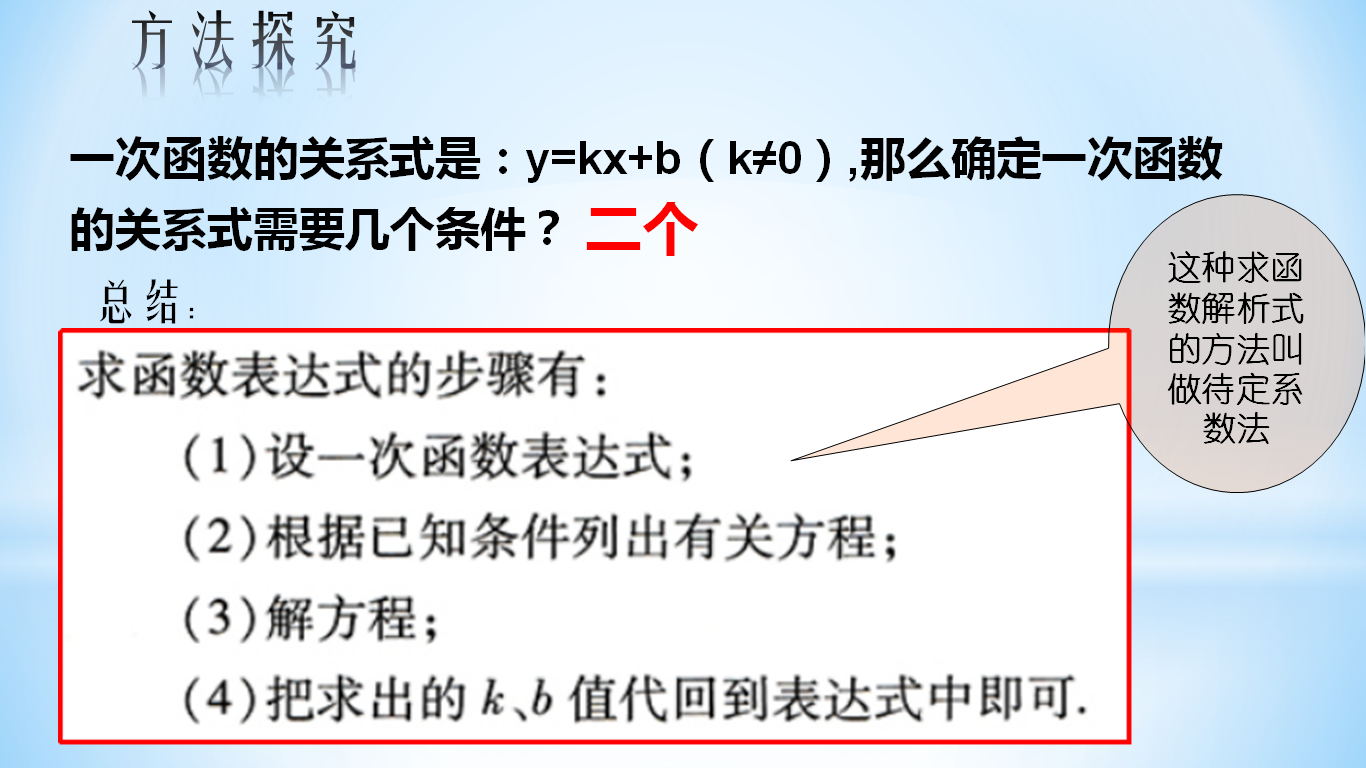 方法探究
一次函数的关系式是：y=kx+b（k≠0）,那么确定一次函数
的关系式需要几个条件？ 二个
总结：
求函数表达式的步骤有：
(1)设一次函数表达式；
(2)根据已知条件列出有关方程；
(3)解方程；
(4)把求出的k、b值代回到表达式中即可.
这种求函
数解析式
的方法叫
做待定系
数法